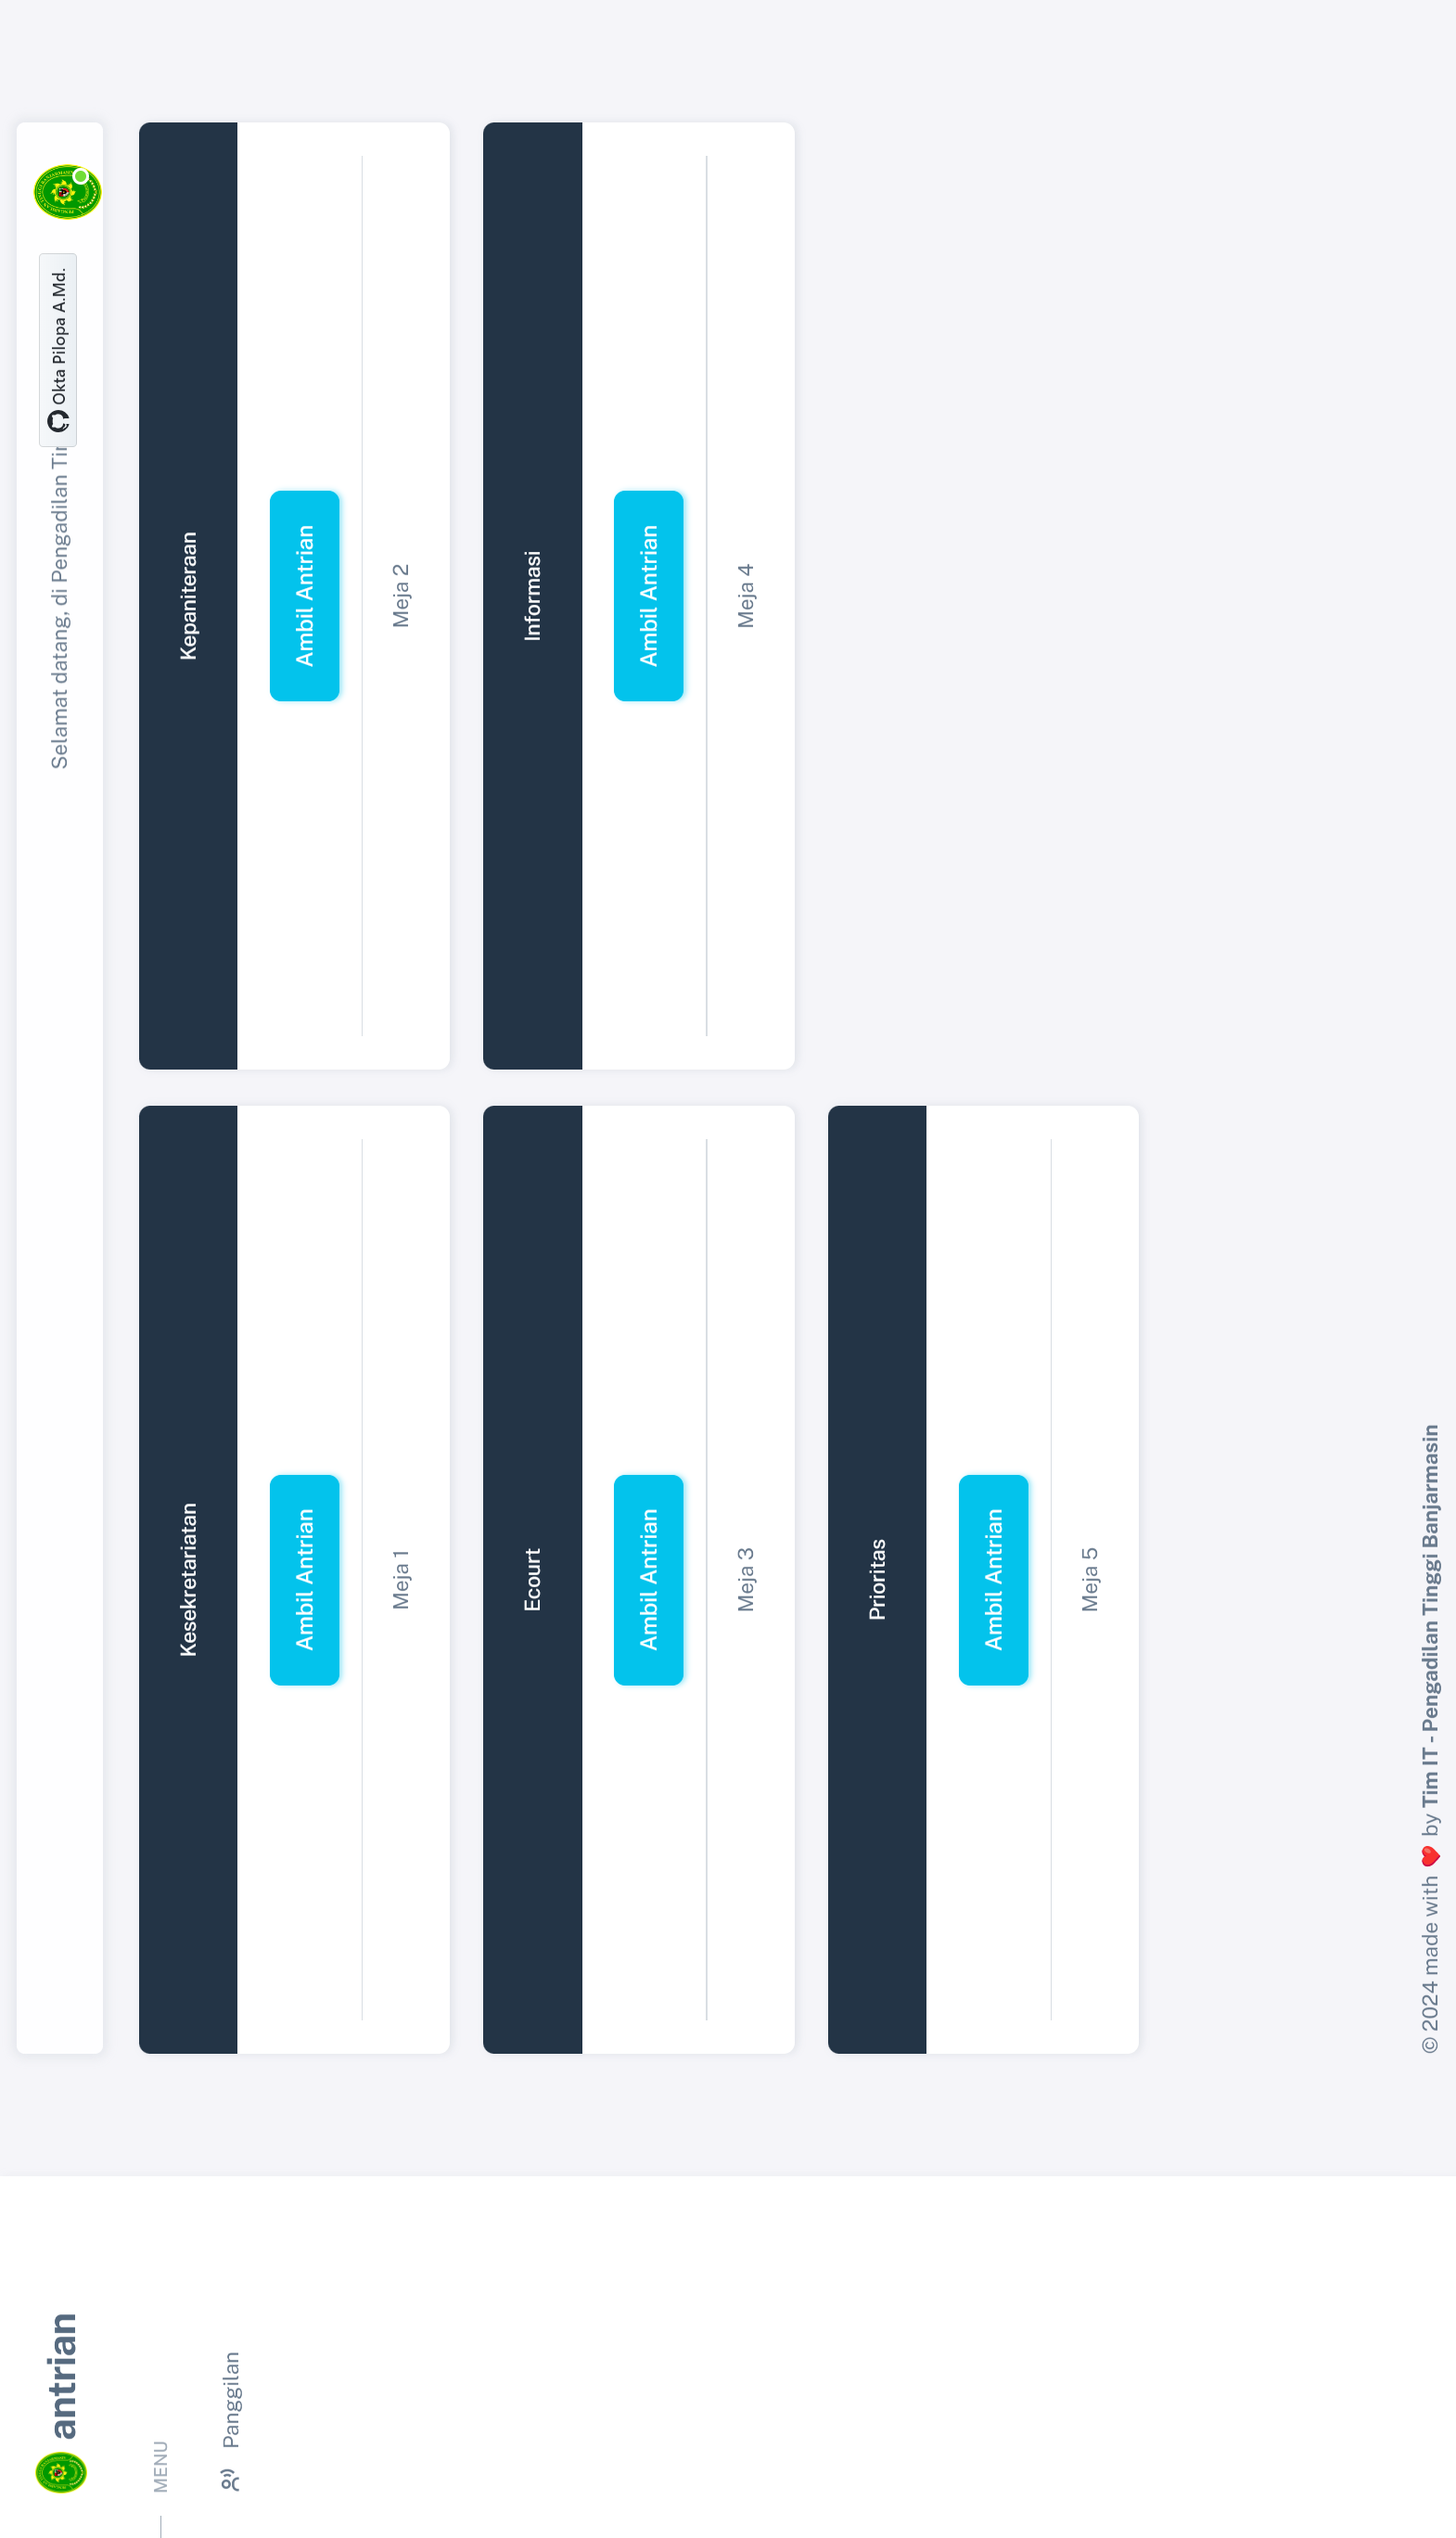 antrian
MENU
Panggilan
Selamat datang, di Pengadilan
Okta Pilopa A.Md.
Kesekretariatan
Ambil Antrian
Meja 1
Kepaniteraan
Ambil Antrian
Meja 2
Ecourt
Ambil Antrian
Meja 3
Informasi
Ambil Antrian
Meja 4
Prioritas
Ambil Antrian
Meja 5
© 2024 made with ❤️ by Tim IT - Pengadilan Tinggi Banjarmasin